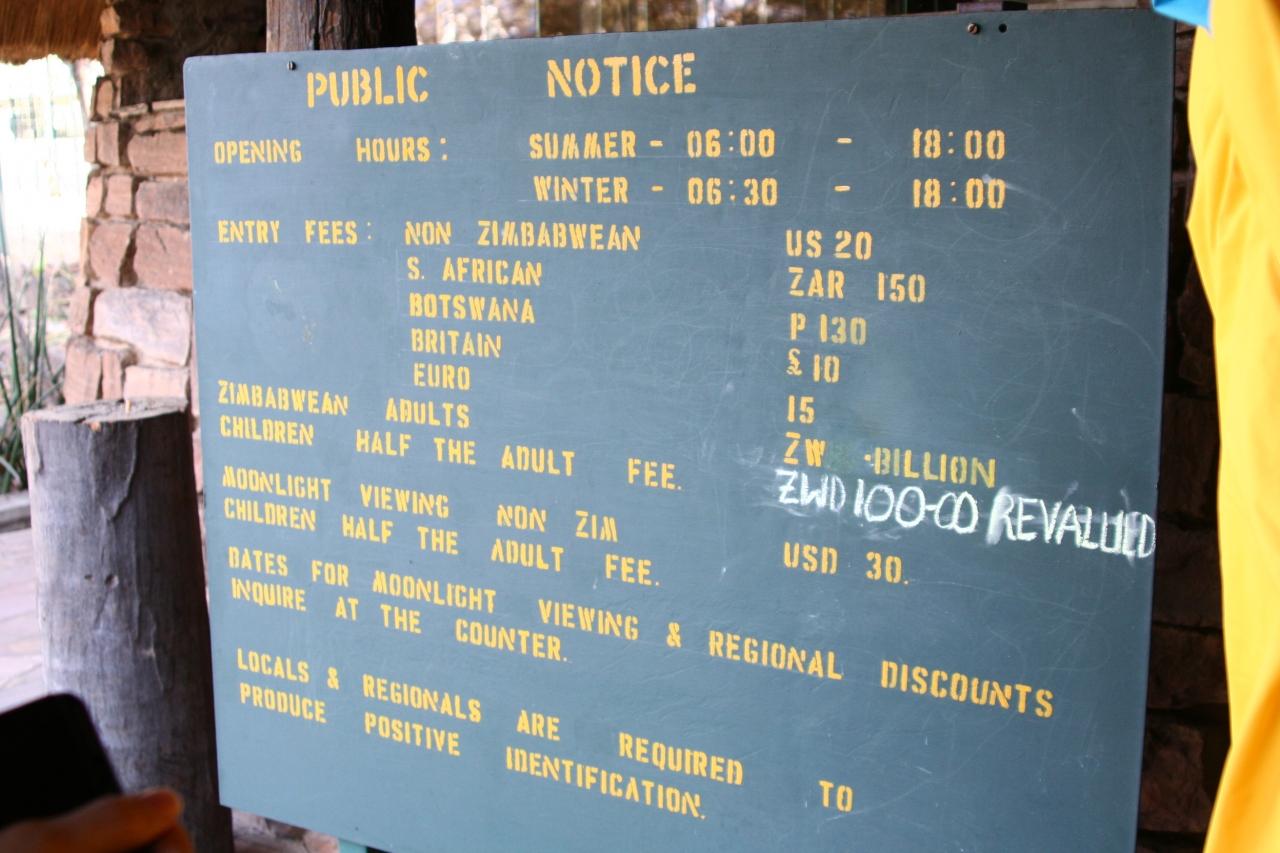 PUBLIC NOTICE
OPENING HOURS: SUMMER - 06:00 - 18:00
WINTER - 06:30 - 18:00
ENTRY FEES: NON ZIMBABWEAN US 20
S. AFRICAN ZAR 150
BOTSWANA P 130
BRITAIN £ 10
EURO 15
ZIMBABWEAN ADULTS ZW BILLION
CHILDREN HALF THE ADULT FEE. ZWD 100-00 REVALUED
MOONLIGHT VIEWING NON ZIM USD 30.
CHILDREN HALF THE ADULT FEE.
DATES FOR MOONLIGHT VIEWING & REGIONAL DISCOUNTS
INQUIRE AT THE COUNTER.
LOCALS & REGIONALS ARE REQUIRED TO
PRODUCE POSITIVE IDENTIFICATION.